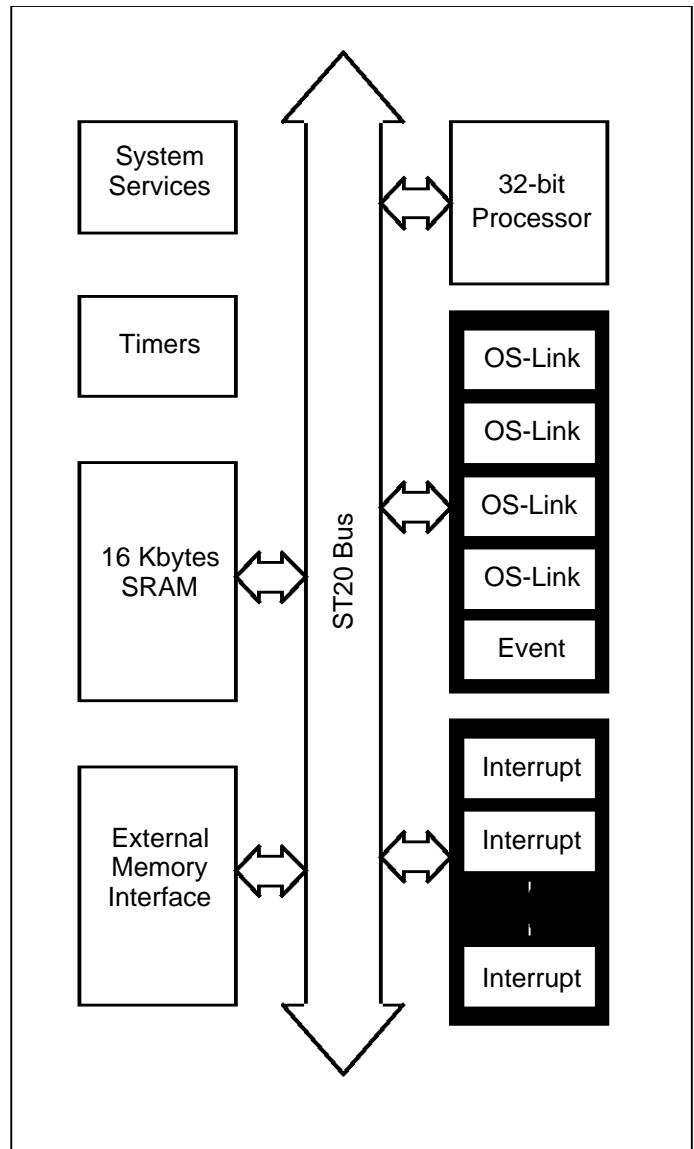 System
Services
Timers
16 Kbytes
SRAM
External
Memory
Interface
ST20 Bus
32-bit
Processor
OS-Link
OS-Link
OS-Link
OS-Link
Event
Interrupt
Interrupt
Interrupt